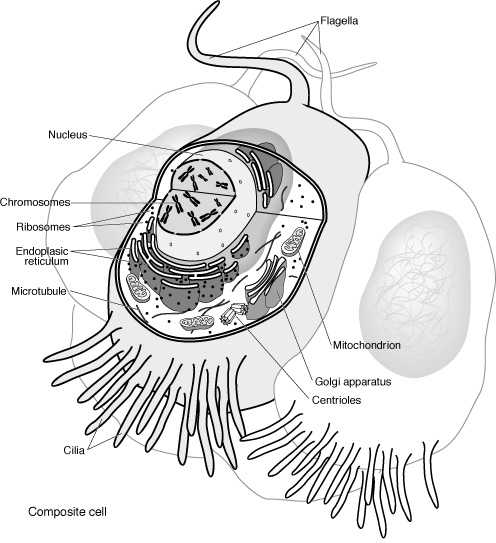 Flagella
Nucleus
Chromosomes
Ribosomes
Endoplasic
reticulum
Microtubule
Mitochondrion
Golgi apparatus
Centrioles
Cilia
Composite cell